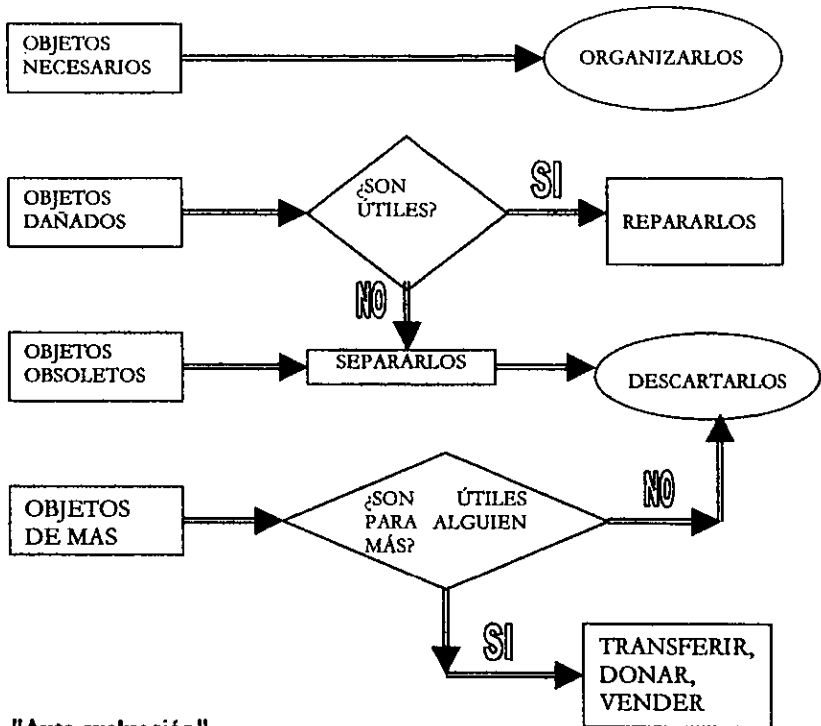 OBJETOS
NECESARIOS
ORGANIZARLOS
OBJETOS
DAÑADOS
¿SON
ÚTILES?
SI
REPARARLOS
NO
OBJETOS
OBSOLETOS
SEPARARLOS
DESCARTARLOS
OBJETOS
DE MAS
¿SON ÚTILES
PARA ALGUIEN
MÁS?
NO
SI
TRANSFERIR,
DONAR,
VENDER